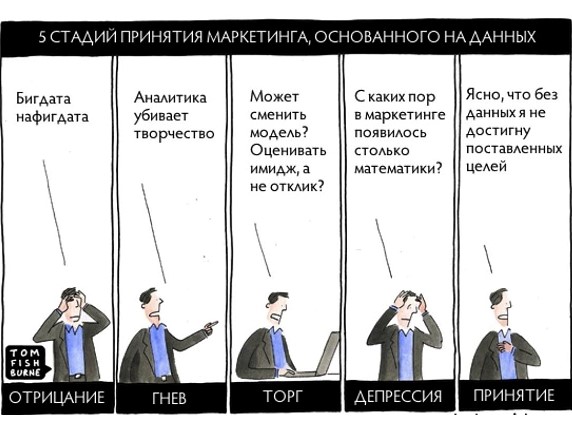 5 СТАДИЙ ПРИНЯТИЯ МАРКЕТИНГА, ОСНОВАННОГО НА ДАННЫХ
Бигдата
нафигдата
Аналитика
убивает
творчество
Может
сменить
модель?
Оценивать
имидж, а
не отклик?
С каких пор
в маркетинге
появилось
столько
математики?
Ясно, что без
данных я не
достигну
поставленных
целей
TOM
FISH
BURNE
ОТРИЦАНИЕ
ГНЕВ
ТОРГ
ДЕПРЕССИЯ
ПРИНЯТИЕ